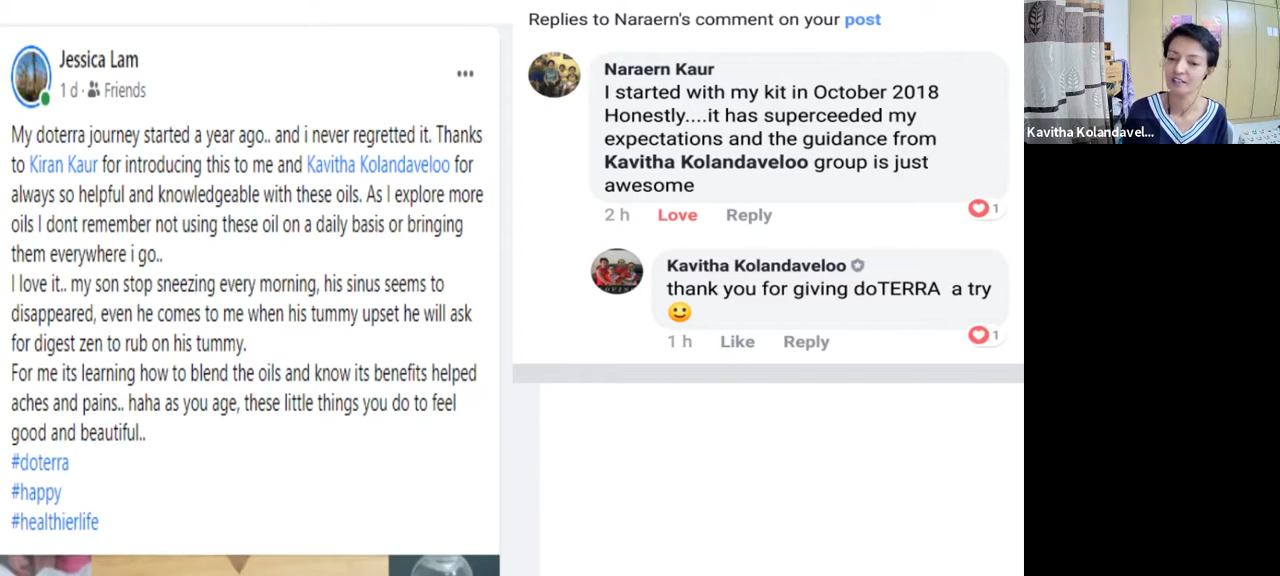 Jessica Lam
1 d · Friends
My doterra journey started a year ago.. and i never regretted it. Thanks
to Kiran Kaur for introducing this to me and Kavitha Kolandaveloo for
always so helpful and knowledgeable with these oils. As I explore more
oils I dont remember not using these oil on a daily basis or bringing
them everywhere i go..
I love it.. my son stop sneezing every morning, his sinus seems to
disappeared, even he comes to me when his tummy upset he will ask
for digest zen to rub on his tummy.
For me its learning how to blend the oils and know its benefits helped
aches and pains.. haha as you age, these little things you do to feel
good and beautiful..
#doterra
#happy
#healthierlife
Replies to Naraern's comment on your post
Naraern Kaur
I started with my kit in October 2018
Honestly....it has superceeded my
expectations and the guidance from
Kavitha Kolandaveloo group is just
awesome
2 h Love Reply
1
Kavitha Kolandaveloo
thank you for giving doTERRA a try
🙂
1 h Like Reply
1
Kavitha Kolandavel...